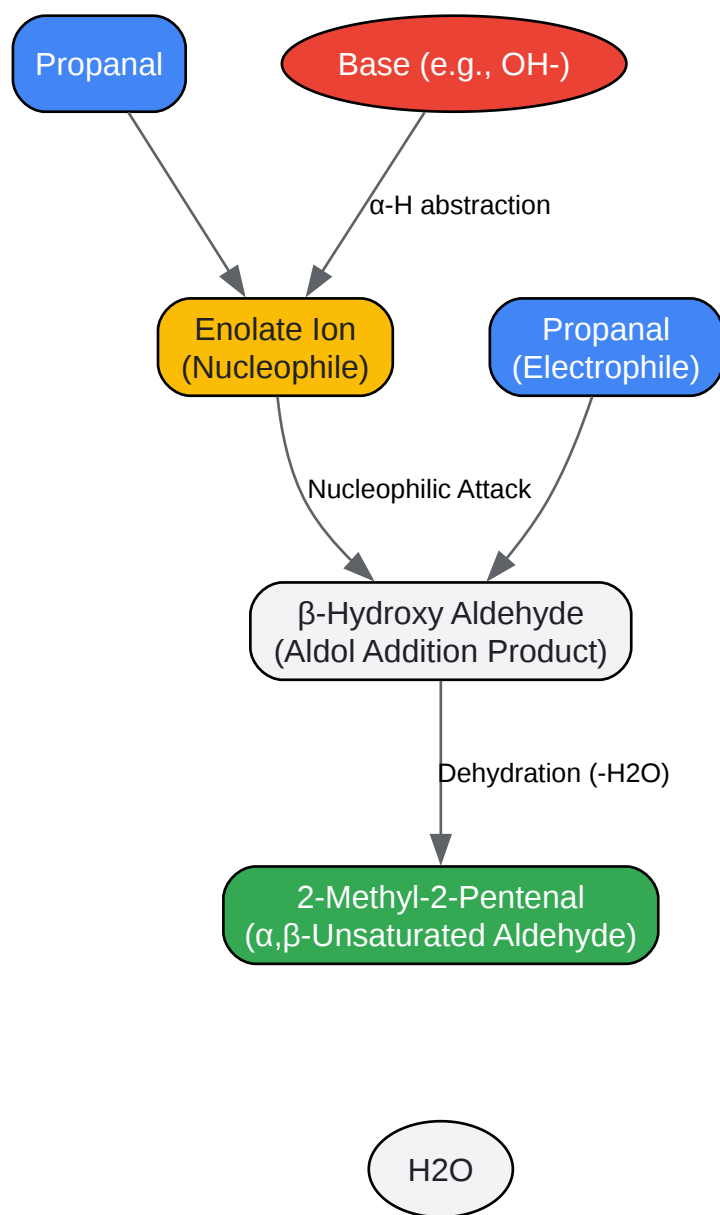 Propanal
Base (e.g., OH-)
α-H abstraction
Enolate Ion
(Nucleophile)
Propanal
(Electrophile)
Nucleophilic Attack
β-Hydroxy Aldehyde
(Aldol Addition Product)
Dehydration (-H2O)
2-Methyl-2-Pentenal
(α,β-Unsaturated Aldehyde)
H2O